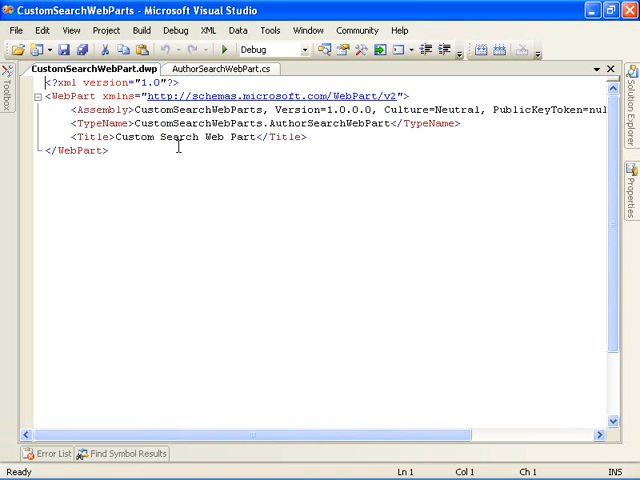 CustomSearchWebParts - Microsoft Visual Studio
File Edit View Project Build Debug XML Data Tools Window Community Help
Debug
CustomSearchWebPart.dwp AuthorSearchWebPart.cs
<?xml version="1.0"?>
<WebPart xmlns="http://schemas.microsoft.com/WebPart/v2">
<Assembly>CustomSearchWebParts, Version=1.0.0.0, Culture=Neutral, PublicKeyToken=nul
<TypeName>CustomSearchWebParts.AuthorSearchWebPart</TypeName>
<Title>Custom Search Web Part</Title>
</WebPart>
Toolbox
Solution Explorer
Properties
Error List Find Symbol Results
Ready Ln 1 Col 1 Ch 1 INS